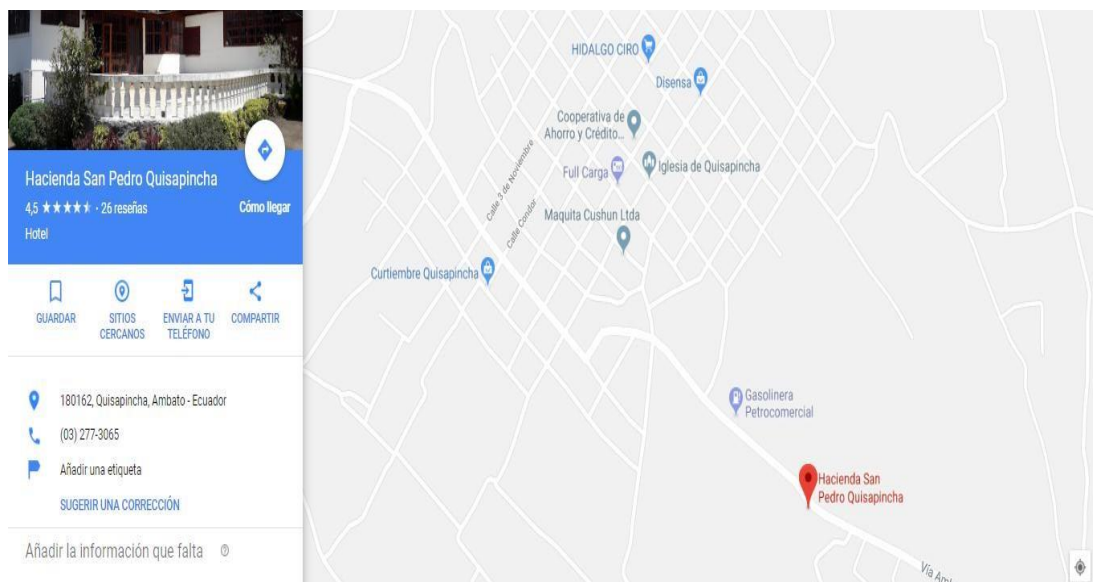 Hacienda San Pedro Quisapincha
4,5 ★★★★★ · 26 reseñas
Cómo llegar
Hotel
GUARDAR
SITIOS
CERCANOS
ENVIAR A TU
TELÉFONO
COMPARTIR
180162, Quisapincha, Ambato - Ecuador
(03) 277-3065
Añadir una etiqueta
SUGERIR UNA CORRECCIÓN
Añadir la información que falta
HIDALGO CIRO
Disensa
Cooperativa de
Ahorro y Crédito...
Full Carga
Iglesia de Quisapincha
Calle 3 de Noviembre
Calle Condor
Maquita Cushun Ltda
Curtiembre Quisapincha
Gasolinera
Petrocomercial
Hacienda San
Pedro Quisapincha
Vía Amb